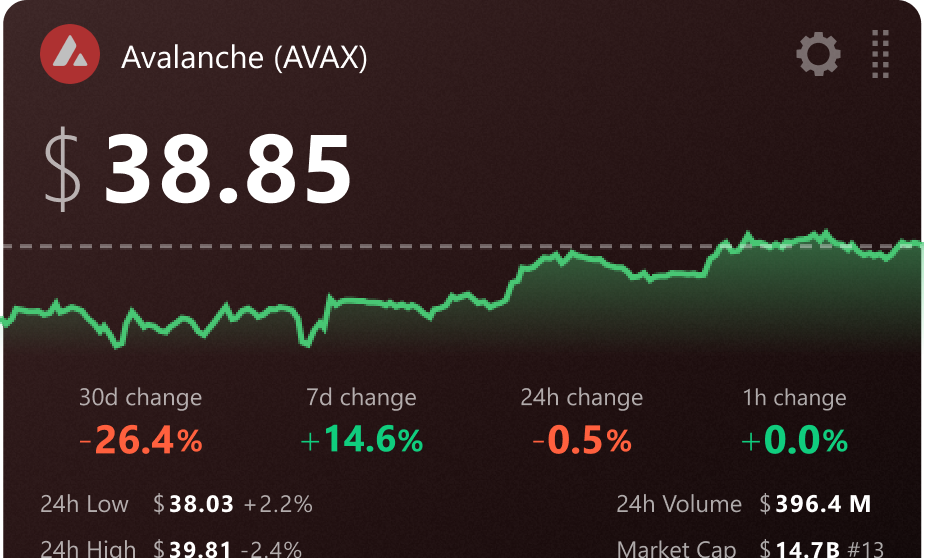 Avalanche (AVAX)
$ 38.85
30d change 7d change 24h change 1h change
-26.4% +14.6% -0.5% +0.0%
24h Low $38.03 +2.2% 24h Volume $396.4 M
24h High $39.81 -2.4% Market Cap $14.7B #13